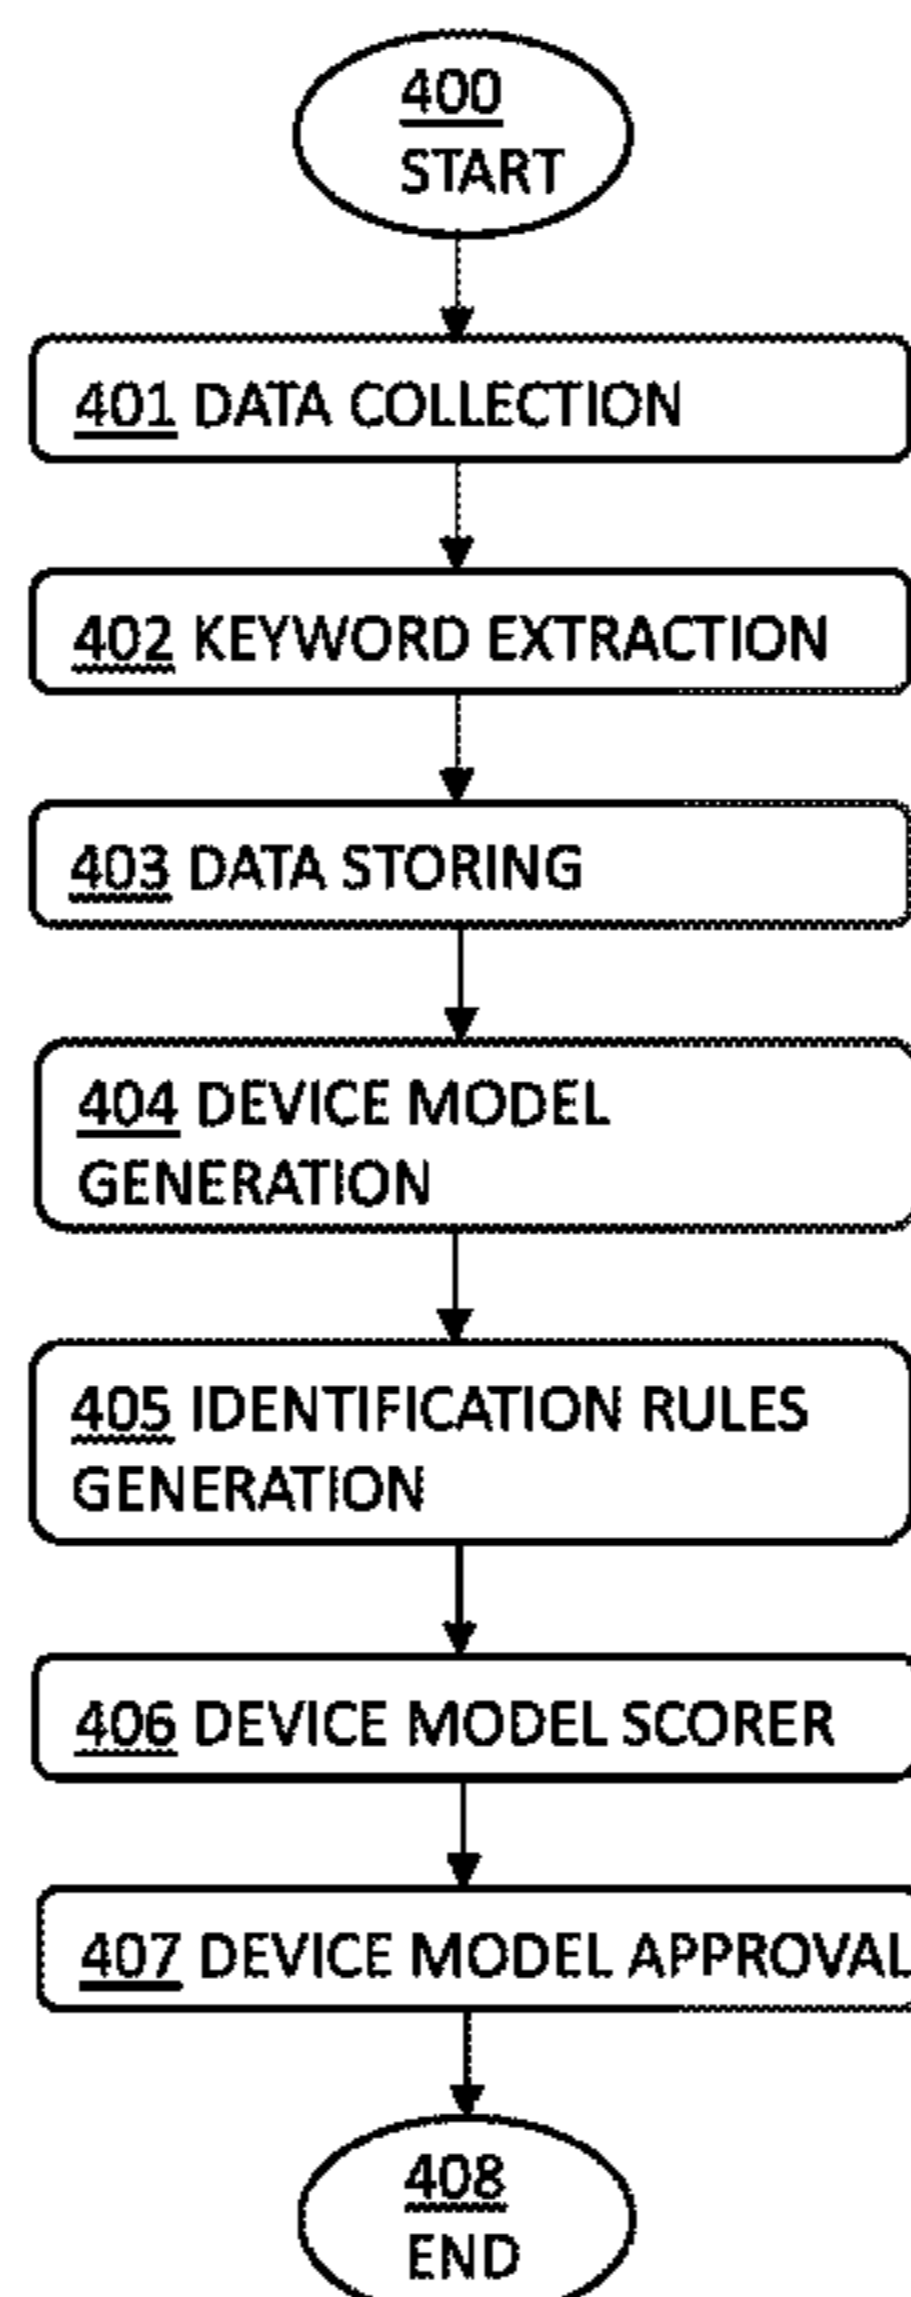 400
START
401 DATA COLLECTION
402 KEYWORD EXTRACTION
403 DATA STORING
404 DEVICE MODEL
GENERATION
405 IDENTIFICATION RULES
GENERATION
406 DEVICE MODEL SCORER
407 DEVICE MODEL APPROVAL
408
END